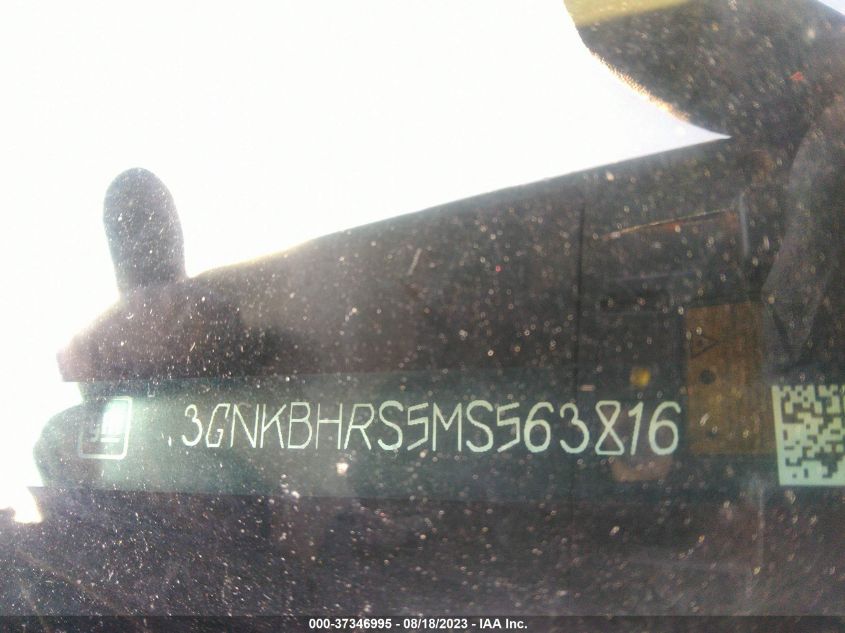 3GNKBHRS5MS563816
000-37346995 - 08/18/2023 - IAA Inc.